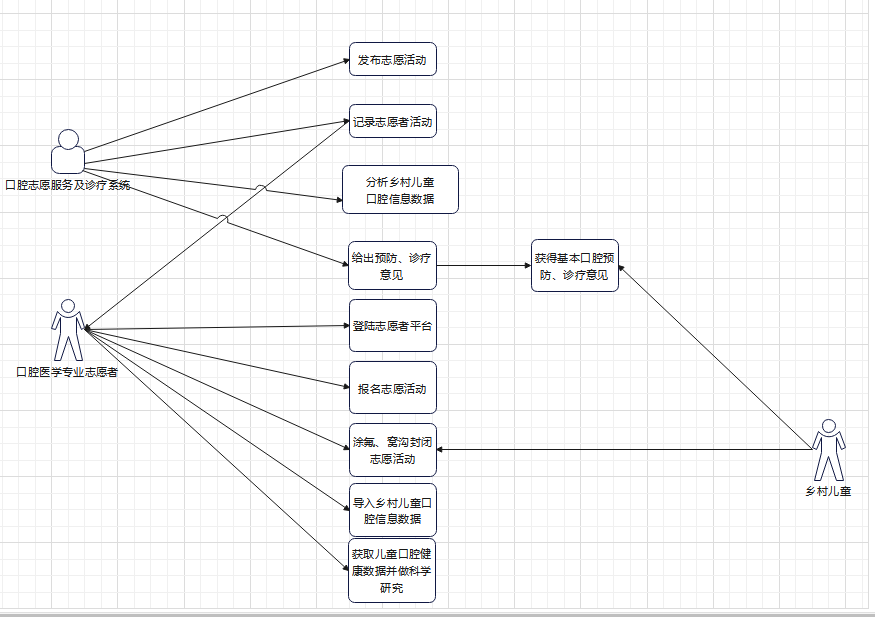 发布志愿活动
记录志愿者活动
口腔志愿服务及诊疗系统
分析乡村儿童
口腔信息数据
给出预防、诊疗
意见
获得基本口腔预
防、诊疗意见
登陆志愿者平台
口腔医学专业志愿者
报名志愿活动
涂氟、窝沟封闭
志愿活动
乡村儿童
导入乡村儿童口
腔信息数据
获取儿童口腔健
康数据并做科学
研究